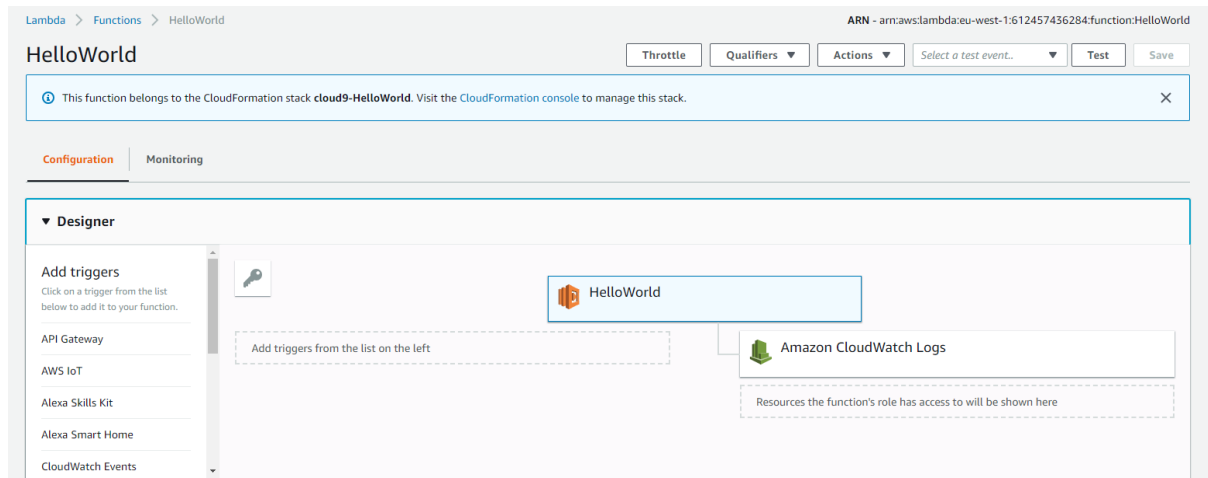 Lambda > Functions > HelloWorld
ARN - arn:aws:lambda:eu-west-1:612457436284:function:HelloWorld
HelloWorld
Throttle
Qualifiers
Actions
Select a test event..
Test
Save
This function belongs to the CloudFormation stack cloud9-HelloWorld. Visit the CloudFormation console to manage this stack.
Configuration
Monitoring
Designer
Add triggers
Click on a trigger from the list
below to add it to your function.
API Gateway
AWS IoT
Alexa Skills Kit
Alexa Smart Home
CloudWatch Events
HelloWorld
Add triggers from the list on the left
Amazon CloudWatch Logs
Resources the function's role has access to will be shown here